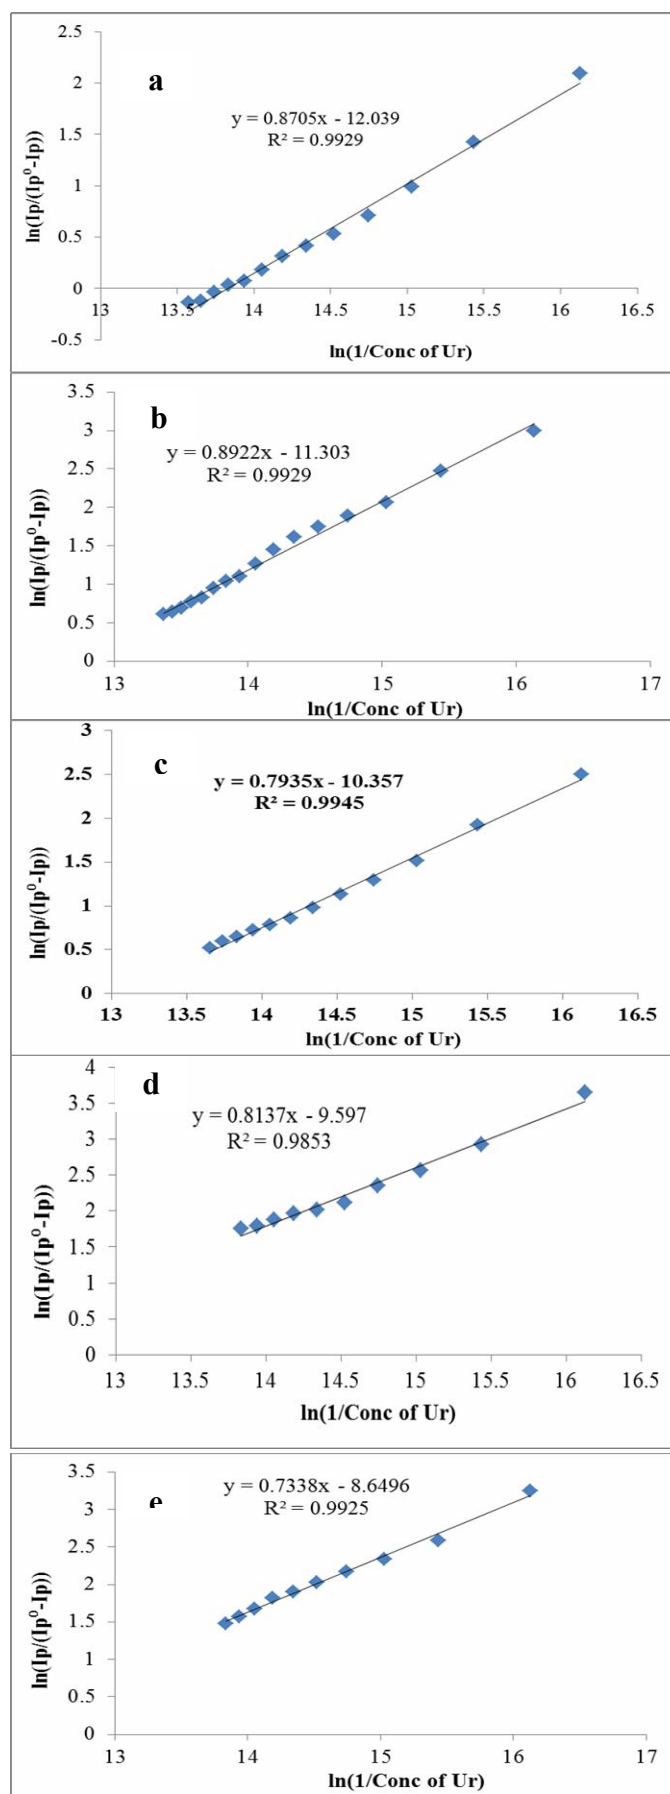 a
2.5
2
1.5
1
0.5
0
-0.5
y = 0.8705x - 12.039
R² = 0.9929
13 13.5 14 14.5 15 15.5 16 16.5
ln(Ip/(Ip⁰-Ip))
ln(1/Conc of Ur)
b
3.5
3
2.5
2
1.5
1
0.5
0
y = 0.8922x - 11.303
R² = 0.9929
13 14 15 16 17
ln(Ip/(Ip⁰-Ip))
ln(1/Conc of Ur)
c
3
2.5
2
1.5
1
0.5
0
y = 0.7935x - 10.357
R² = 0.9945
13 13.5 14 14.5 15 15.5 16 16.5
ln(Ip/(Ip⁰-Ip))
ln(1/Conc of Ur)
d
4
3.5
3
2.5
2
1.5
1
0.5
0
y = 0.8137x - 9.597
R² = 0.9853
13 13.5 14 14.5 15 15.5 16 16.5
ln(Ip/(Ip⁰-Ip))
ln(1/Conc of Ur)
e
3.5
3
2.5
2
1.5
1
0.5
0
y = 0.7338x - 8.6496
R² = 0.9925
13 14 15 16 17
ln(Ip/(Ip⁰-Ip))
ln(1/Conc of Ur)